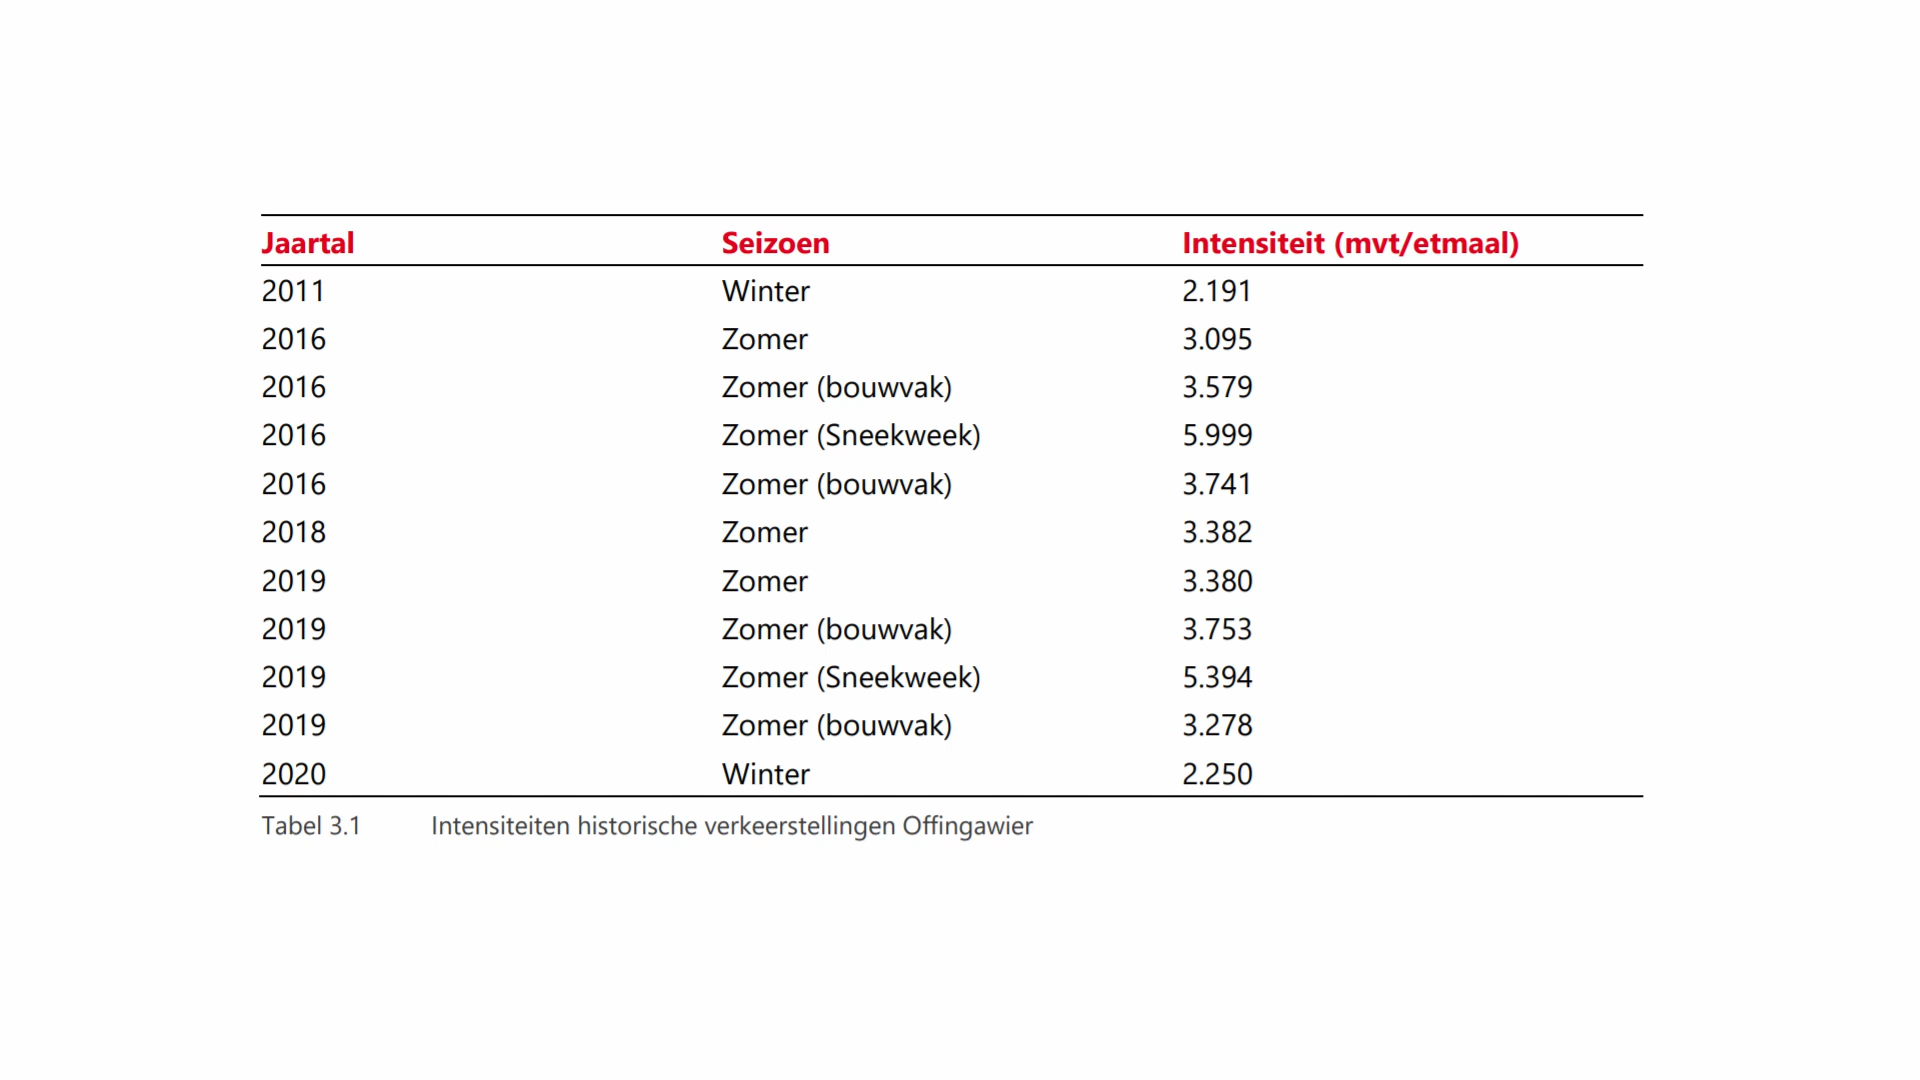 Jaartal Seizoen Intensiteit (mvt/etmaal)
2011 Winter 2.191
2016 Zomer 3.095
2016 Zomer (bouwvak) 3.579
2016 Zomer (Sneekweek) 5.999
2016 Zomer (bouwvak) 3.741
2018 Zomer 3.382
2019 Zomer 3.380
2019 Zomer (bouwvak) 3.753
2019 Zomer (Sneekweek) 5.394
2019 Zomer (bouwvak) 3.278
2020 Winter 2.250
Tabel 3.1 Intensiteiten historische verkeerstellingen Offingawier